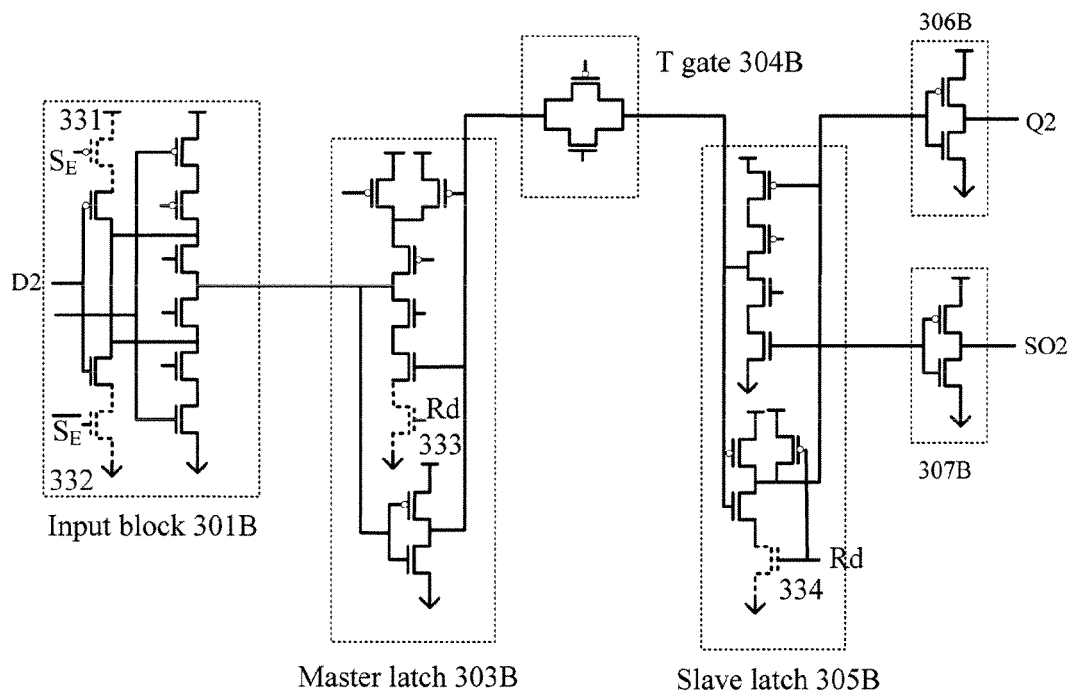 306B
T gate 304B
Q2
331
S_E
D2
SO2
Rd
333
S̅_E̅
332
307B
Input block 301B
Rd
334
Master latch 303B
Slave latch 305B